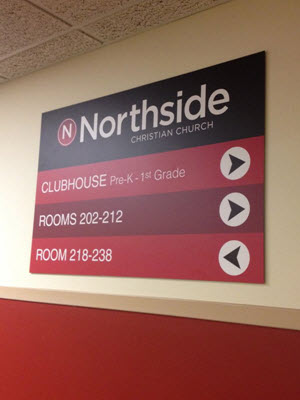 N Northside
CHRISTIAN CHURCH
CLUBHOUSE Pre-K - 1st Grade
ROOMS 202-212
ROOM 218-238